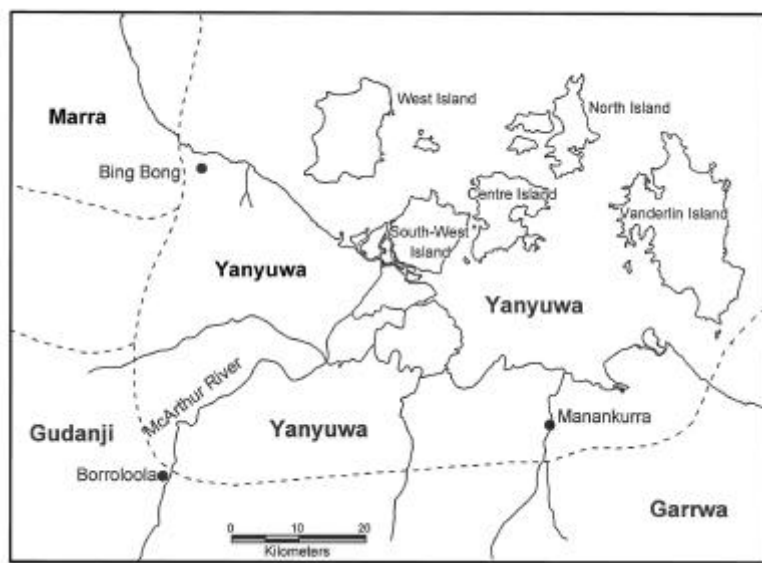 West Island
North Island
Marra
Bing Bong
Centre Island
Vanderlin Island
South-West
Island
Yanyuwa
Yanyuwa
McArthur River
Manankurra
Gudanji
Yanyuwa
Borroloola
Garrwa
0 10 20
Kilometers